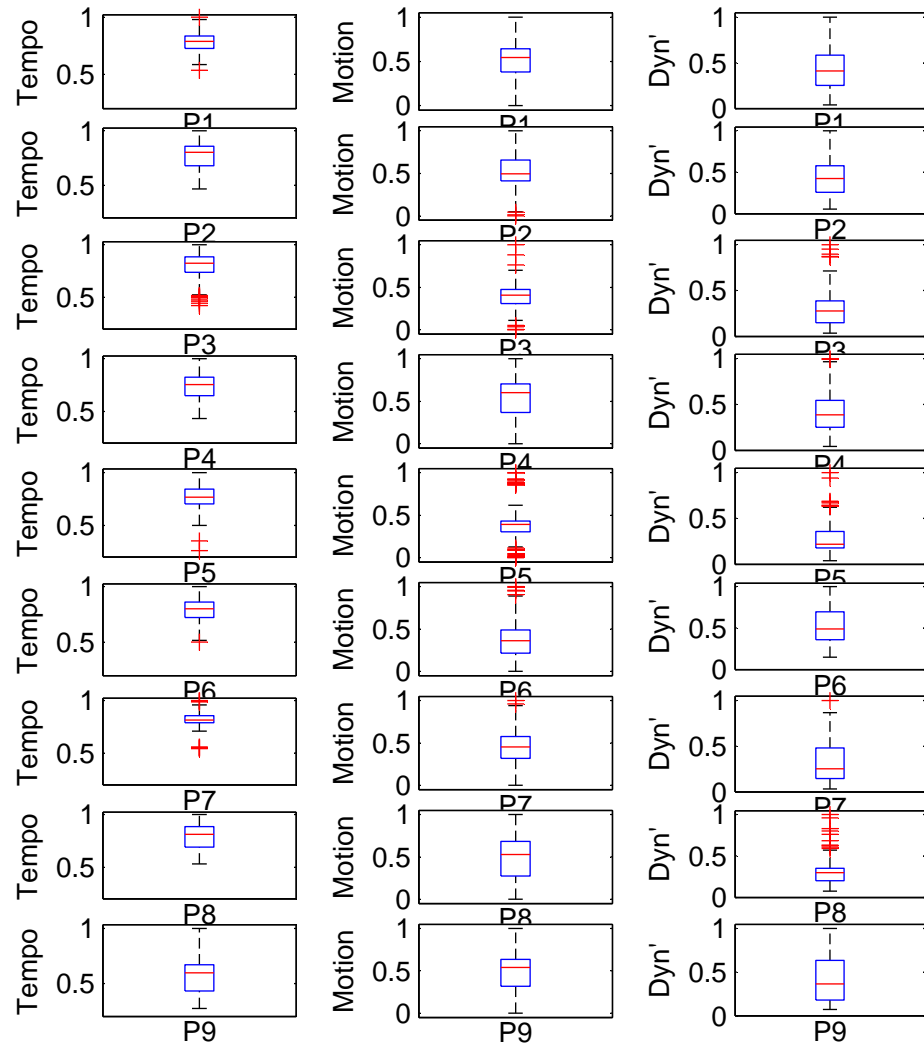 1 1 1
Tempo 0.5 Motion 0.5 Dyn' 0.5
0 0
P1 P1 P1
1 1 1
Tempo 0.5 Motion 0.5 Dyn' 0.5
0 0
P2 P2 P2
1 1 1
Tempo 0.5 Motion 0.5 Dyn' 0.5
0 0
P3 P3 P3
1 1 1
Tempo 0.5 Motion 0.5 Dyn' 0.5
0 0
P4 P4 P4
1 1 1
Tempo 0.5 Motion 0.5 Dyn' 0.5
0 0
P5 P5 P5
1 1 1
Tempo 0.5 Motion 0.5 Dyn' 0.5
0 0
P6 P6 P6
1 1 1
Tempo 0.5 Motion 0.5 Dyn' 0.5
0 0
P7 P7 P7
1 1 1
Tempo 0.5 Motion 0.5 Dyn' 0.5
0 0
P8 P8 P8
1 1 1
Tempo 0.5 Motion 0.5 Dyn' 0.5
0 0
P9 P9 P9